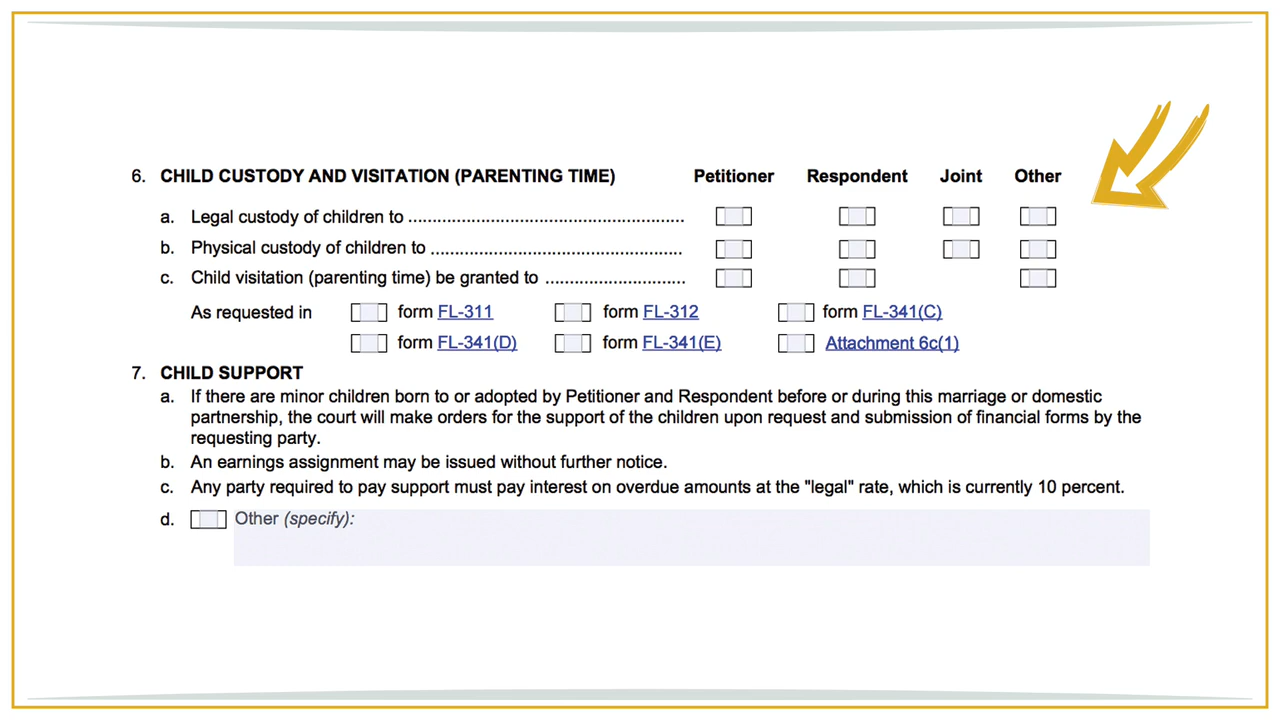 6. CHILD CUSTODY AND VISITATION (PARENTING TIME) Petitioner Respondent Joint Other
a. Legal custody of children to ................................................
b. Physical custody of children to ............................................
c. Child visitation (parenting time) be granted to ........................
As requested in form FL-311 form FL-312 form FL-341(C)
form FL-341(D) form FL-341(E) Attachment 6c(1)
7. CHILD SUPPORT
a. If there are minor children born to or adopted by Petitioner and Respondent before or during this marriage or domestic
partnership, the court will make orders for the support of the children upon request and submission of financial forms by the
requesting party.
b. An earnings assignment may be issued without further notice.
c. Any party required to pay support must pay interest on overdue amounts at the "legal" rate, which is currently 10 percent.
d. Other (specify):